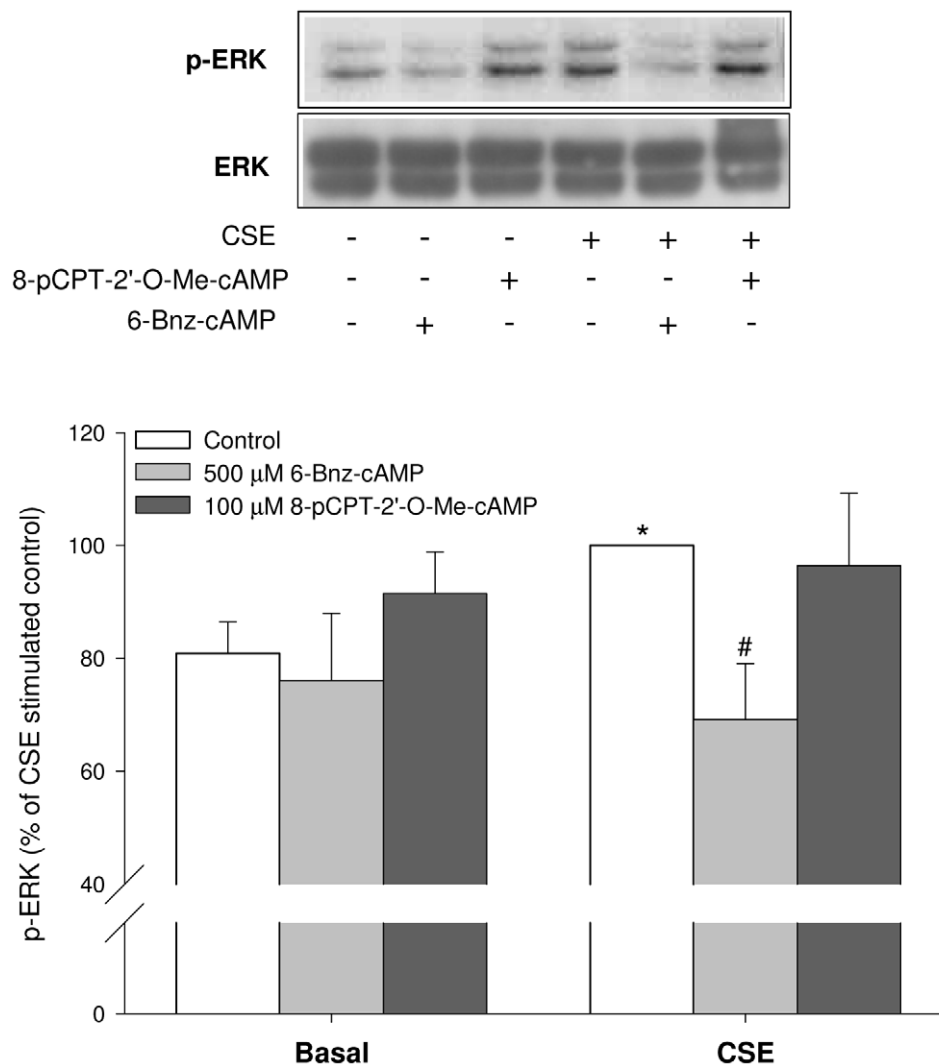 p-ERK
ERK
CSE - - - + + +
8-pCPT-2'-O-Me-cAMP - - + - - +
6-Bnz-cAMP - + - - + -
120
100
80
60
40
0
p-ERK (% of CSE stimulated control)
Control
500 μM 6-Bnz-cAMP
100 μM 8-pCPT-2'-O-Me-cAMP
*
#
Basal CSE